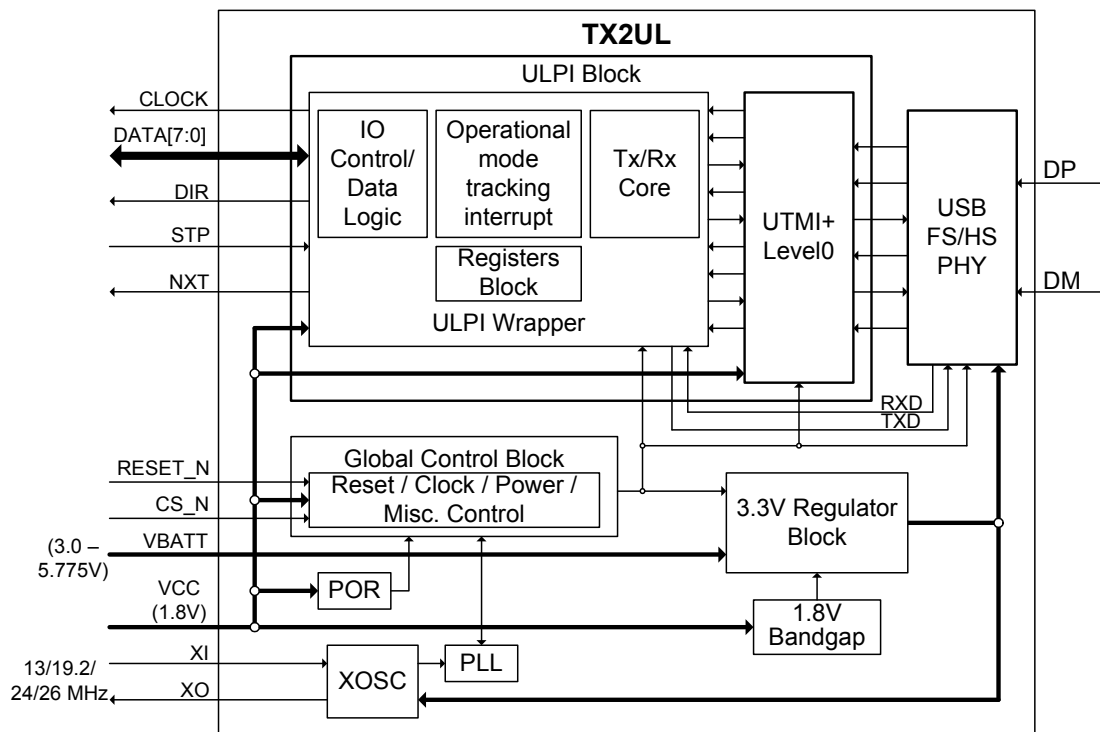 TX2UL
ULPI Block
CLOCK
DATA[7:0]
DIR
STP
NXT
IO
Control/
Data
Logic
Operational
mode
tracking
interrupt
Tx/Rx
Core
Registers
Block
ULPI Wrapper
UTMI+
Level0
USB
FS/HS
PHY
DP
DM
RXD
TXD
RESET_N
CS_N
Global Control Block
Reset / Clock / Power /
Misc. Control
3.3V Regulator
Block
(3.0 –
5.775V)
VBATT
VCC
(1.8V)
POR
1.8V
Bandgap
13/19.2/
24/26 MHz
XI
XO
XOSC
PLL